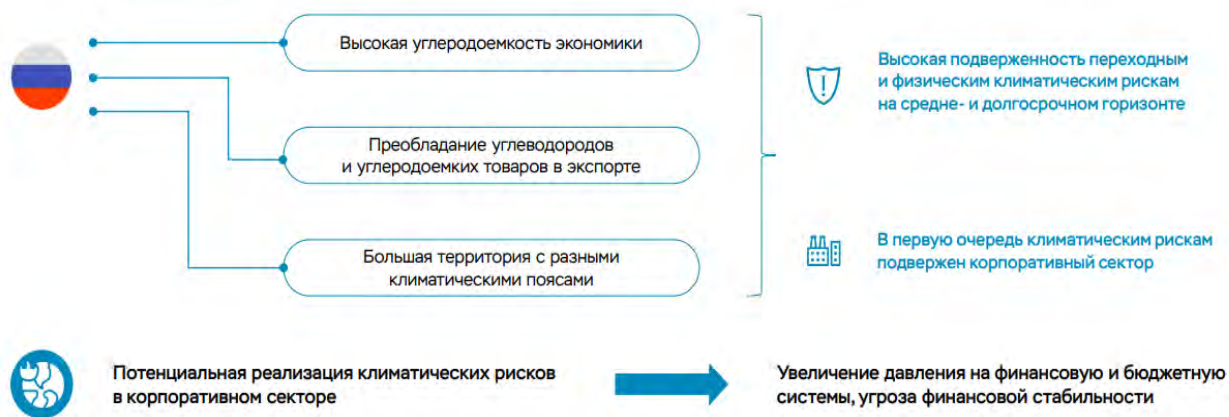 Высокая углеродоемкость экономики
Преобладание углеводородов
и углеродоемких товаров в экспорте
Большая территория с разными
климатическими поясами
Высокая подверженность переходным
и физическим климатическим рискам
на средне- и долгосрочном горизонте
В первую очередь климатическим рискам
подвержен корпоративный сектор
Потенциальная реализация климатических рисков
в корпоративном секторе
Увеличение давления на финансовую и бюджетную
системы, угроза финансовой стабильности